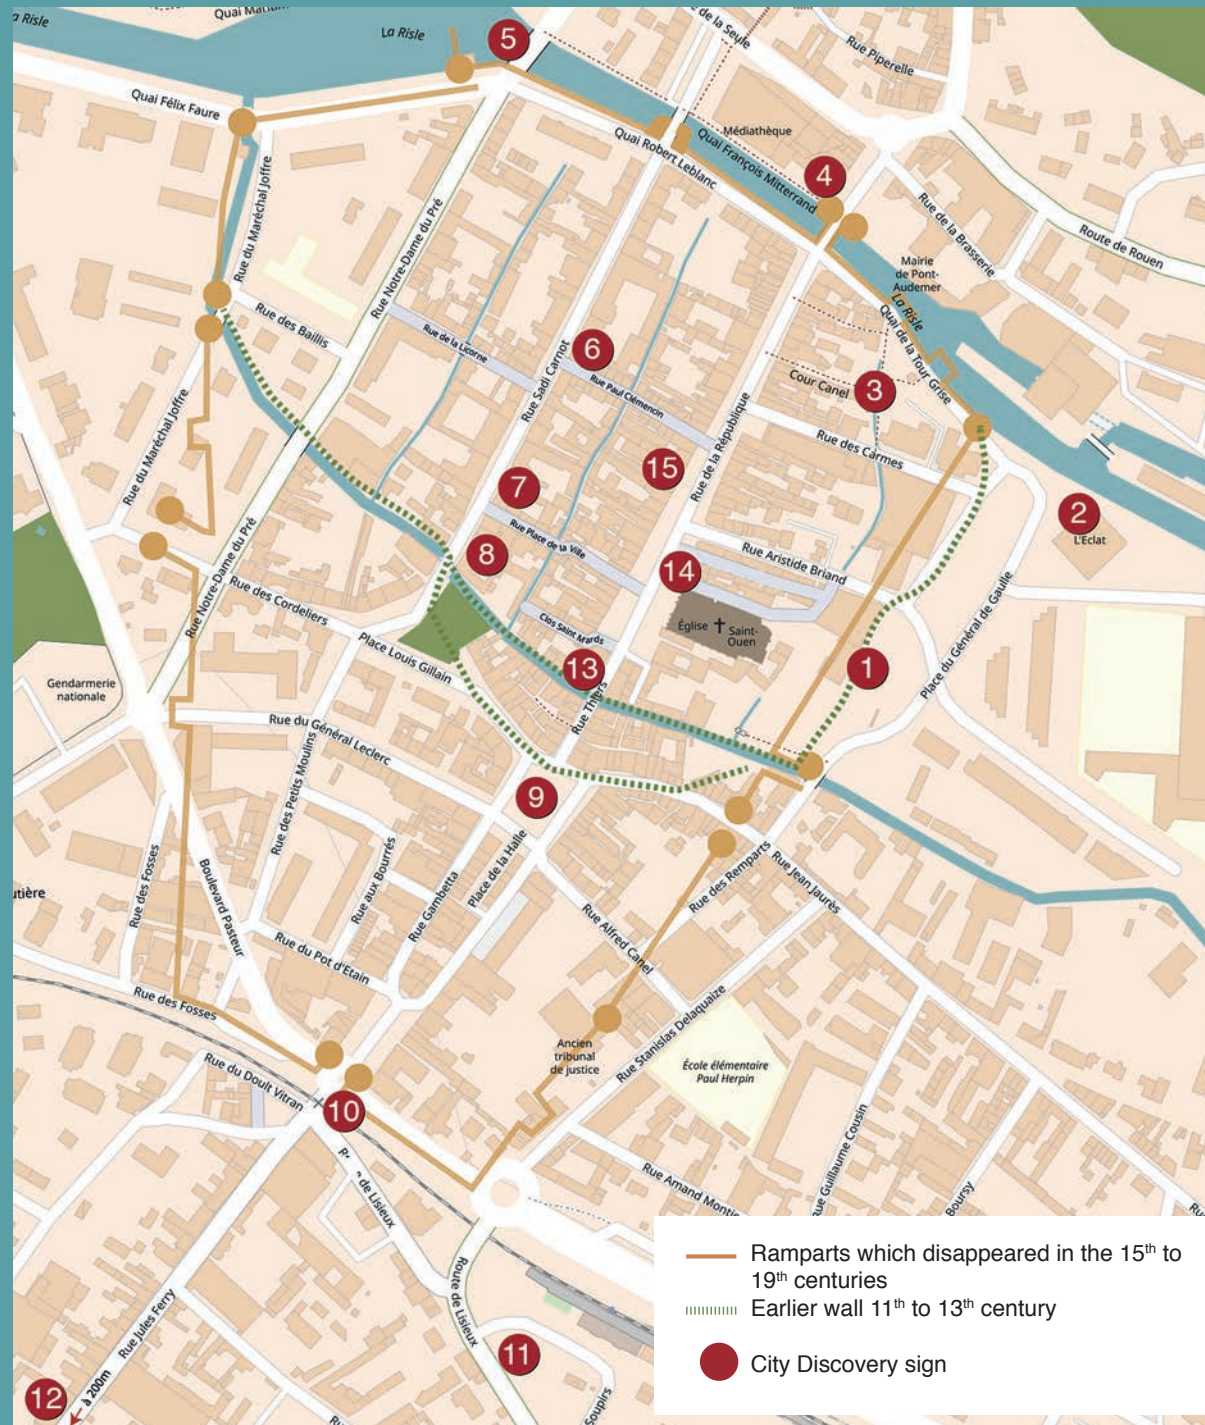 La Risle
Quai Maritim
La Risle
5
Rue de la Seule
Rue Piperelle
Quai Félix Faure
Médiathèque
Quai Robert Leblanc
Quai François Mitterrand
4
Rue du Maréchal Joffre
Rue Notre-Dame du Pré
Rue de la Brasserie
Route de Rouen
Mairie
de Pont-
Audemer
La Risle
Quai de la Tour Grise
Rue des Baillis
Rue de la Licorne
Rue Sadi Carnot
6
Rue Paul Clémencin
Cour Canel
3
Rue du Maréchal Joffre
Rue de la République
Rue des Carmes
15
7
2
L'Eclat
Rue Place de la Ville
Rue Notre-Dame du Pré
8
Rue Aristide Briand
14
Rue des Cordeliers
Place Louis Gillain
Clos Saint Mards
Église
Saint-
Ouen
Place du Général de Gaulle
1
13
Gendarmerie
nationale
Rue Thiers
Rue du Général Leclerc
Rue des Petits Moulins
9
Rue des Fosses
Boulevard Pasteur
Rue aux Bourrés
Rue Gambetta
Place de la Halle
Rue des Remparts
Rue Jean Jaurès
utière
Rue du Pot d'Etain
Rue Alfred Canel
Rue des Fosses
Rue Stanislas Delaquaize
Ancien
tribunal
de justice
École élémentaire
Paul Herpin
Rue du Doult Vitran
10
Rue Guillaume Cousin
Rue Amand Montier
Boursy
R
de Lisieux
Route de Lisieux
Rue Jules Ferry
11
Soupirs
12
à 200m
Ru
Ru
Ramparts which disappeared in the 15th to
19th centuries
Earlier wall 11th to 13th century
City Discovery sign